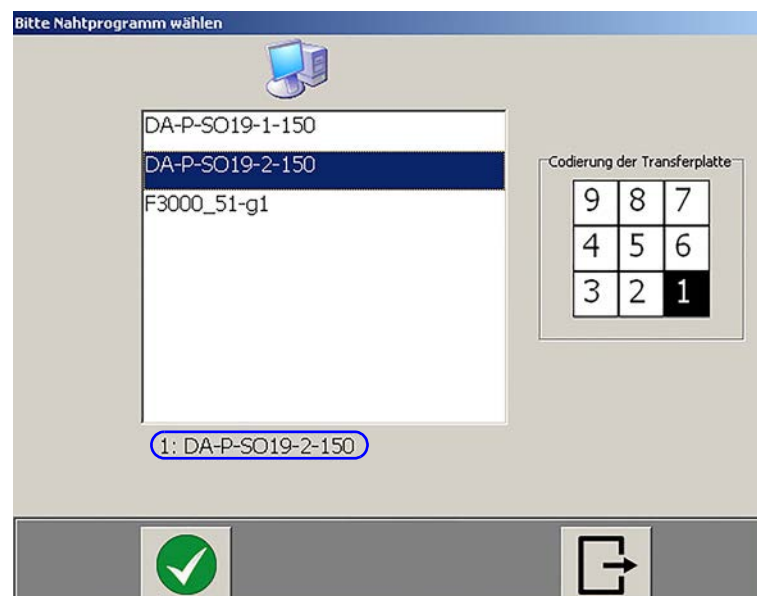 Bitte Nahtprogramm wählen
DA-P-SO19-1-150
DA-P-SO19-2-150
F3000_51-g1
1: DA-P-SO19-2-150
Codierung der Transferplatte
9 8 7
4 5 6
3 2 1